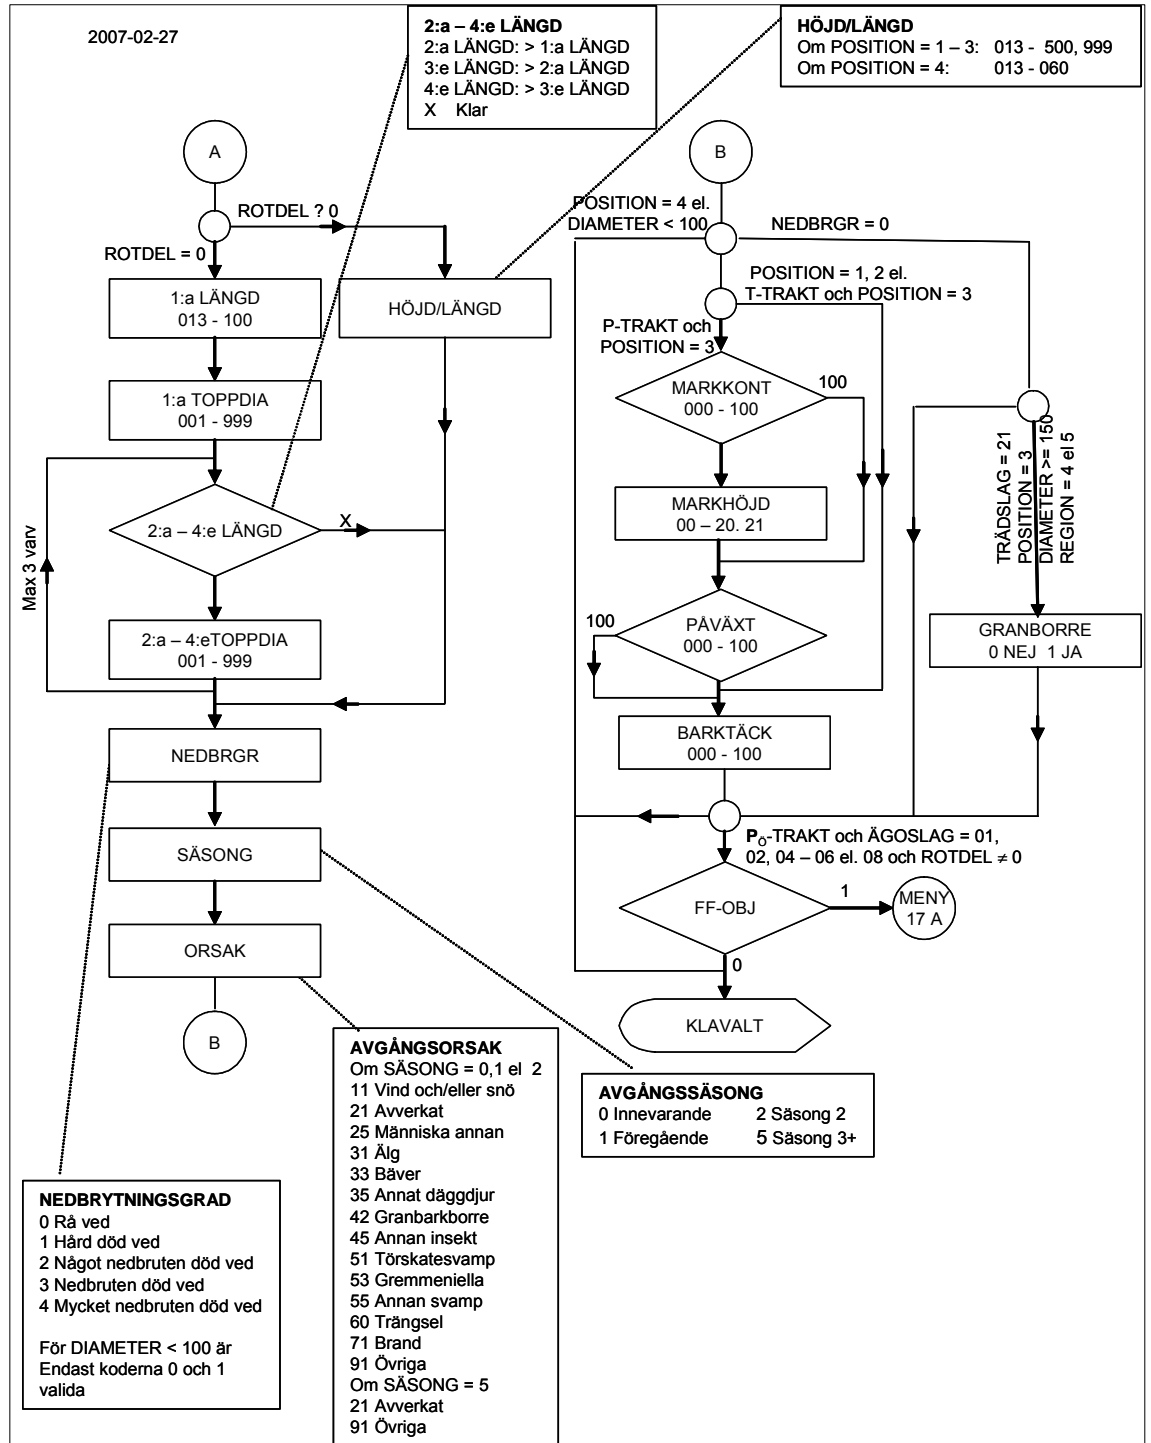 2007-02-27
2:a – 4:e LÄNGD
2:a LÄNGD: > 1:a LÄNGD
3:e LÄNGD: > 2:a LÄNGD
4:e LÄNGD: > 3:e LÄNGD
X Klar
HÖJD/LÄNGD
Om POSITION = 1 – 3: 013 - 500, 999
Om POSITION = 4: 013 - 060
A
ROTDEL ? 0
ROTDEL = 0
1:a LÄNGD
013 - 100
HÖJD/LÄNGD
1:a TOPPDIA
001 - 999
2:a – 4:e LÄNGD
X
Max 3 varv
2:a – 4:eTOPPDIA
001 - 999
NEDBRGR
SÄSONG
ORSAK
B
B
POSITION = 4 el.
DIAMETER < 100
NEDBRGR = 0
POSITION = 1, 2 el.
T-TRAKT och POSITION = 3
P-TRAKT och
POSITION = 3
MARKKONT
000 - 100
100
MARKHÖJD
00 – 20. 21
PÅVÄXT
000 - 100
100
BARKTÄCK
000 - 100
TRÄDSLAG = 21
POSITION = 3
DIAMETER >= 150
REGION = 4 el 5
GRANBORRE
0 NEJ 1 JA
PÖ-TRAKT och ÄGOSLAG = 01,
02, 04 – 06 el. 08 och ROTDEL ≠ 0
FF-OBJ
1
MENY
17 A
0
KLAVALT
AVGÅNGSORSAK
Om SÄSONG = 0,1 el 2
11 Vind och/eller snö
21 Avverkat
25 Människa annan
31 Älg
33 Bäver
35 Annat däggdjur
42 Granbarkborre
45 Annan insekt
51 Törskatesvamp
53 Gremmeniella
55 Annan svamp
60 Trängsel
71 Brand
91 Övriga
Om SÄSONG = 5
21 Avverkat
91 Övriga
AVGÅNGSSÄSONG
0 Innevarande 2 Säsong 2
1 Föregående 5 Säsong 3+
NEDBRYTNINGSGRAD
0 Rå ved
1 Hård död ved
2 Något nedbruten död ved
3 Nedbruten död ved
4 Mycket nedbruten död ved
För DIAMETER < 100 är
Endast koderna 0 och 1
valida